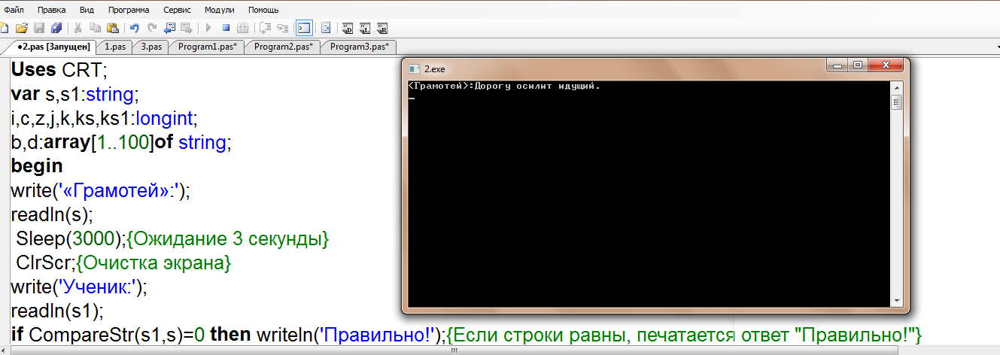 Файл Правка Вид Программа Сервис Модули Помощь
•2.pas [Запущен] 1.pas 3.pas Program1.pas* Program2.pas* Program3.pas*
Uses CRT;
var s,s1:string;
i,c,z,j,k,ks,ks1:longint;
b,d:array[1..100]of string;
begin
write('«Грамотей»:');
readln(s);
Sleep(3000);{Ожидание 3 секунды}
ClrScr;{Очистка экрана}
write('Ученик:');
readln(s1);
if CompareStr(s1,s)=0 then writeln('Правильно!');{Если строки равны, печатается ответ "Правильно!"}
2.exe
<Грамотей>:Дорогу осилит идущий.